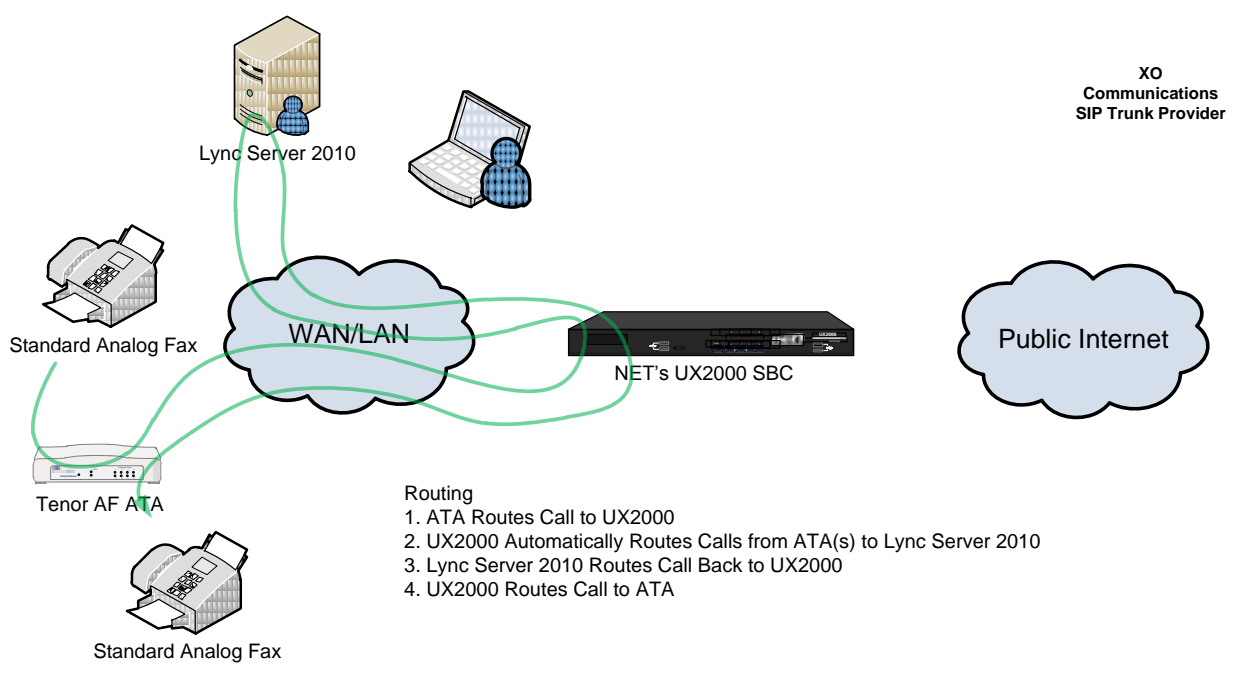 XO
Communications
SIP Trunk Provider
Lync Server 2010
WAN/LAN
Standard Analog Fax
UX2000
NET's UX2000 SBC
Public Internet
Tenor AF ATA
Routing
1. ATA Routes Call to UX2000
2. UX2000 Automatically Routes Calls from ATA(s) to Lync Server 2010
3. Lync Server 2010 Routes Call Back to UX2000
4. UX2000 Routes Call to ATA
Standard Analog Fax